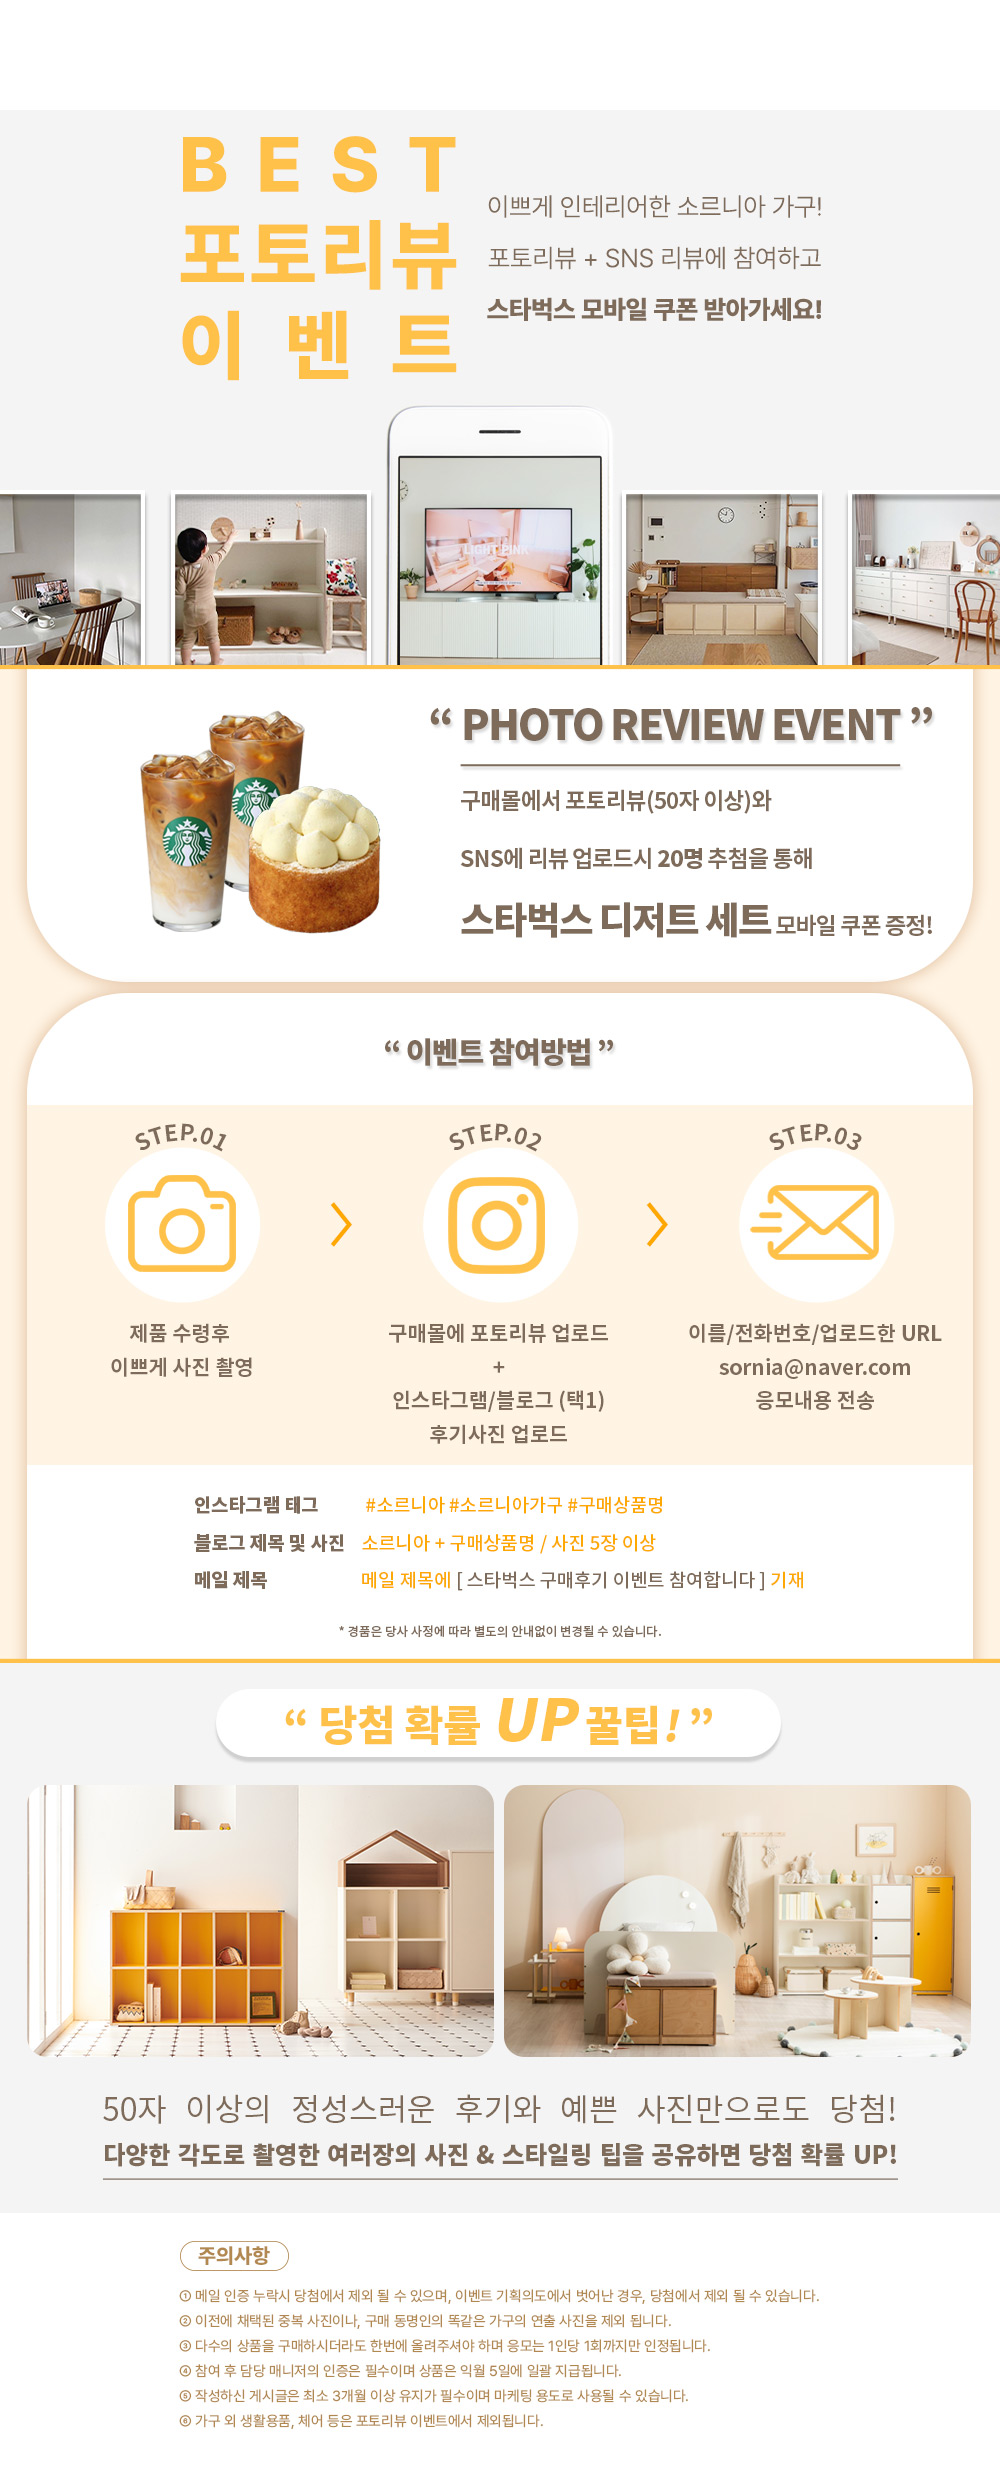 BEST
포토리뷰
이벤트
이쁘게 인테리어한 소르니아 가구!
포토리뷰 + SNS 리뷰에 참여하고
스타벅스 모바일 쿠폰 받아가세요!
LIGHT PINK
“ PHOTO REVIEW EVENT ”
구매몰에서 포토리뷰(50자 이상)와
SNS에 리뷰 업로드시 20명 추첨을 통해
스타벅스 디저트 세트 모바일 쿠폰 증정!
“ 이벤트 참여방법 ”
STEP.01
제품 수령후
이쁘게 사진 촬영
STEP.02
구매몰에 포토리뷰 업로드
+
인스타그램/블로그 (택1)
후기사진 업로드
STEP.03
이름/전화번호/업로드한 URL
sornia@naver.com
응모내용 전송
인스타그램 태그 #소르니아 #소르니아가구 #구매상품명
블로그 제목 및 사진 소르니아 + 구매상품명 / 사진 5장 이상
메일 제목 메일 제목에 [ 스타벅스 구매후기 이벤트 참여합니다 ] 기재
* 경품은 당사 사정에 따라 별도의 안내없이 변경될 수 있습니다.
“ 당첨 확률 UP 꿀팁! ”
50자 이상의 정성스러운 후기와 예쁜 사진만으로도 당첨!
다양한 각도로 촬영한 여러장의 사진 & 스타일링 팁을 공유하면 당첨 확률 UP!
주의사항
① 메일 인증 누락시 당첨에서 제외 될 수 있으며, 이벤트 기획의도에서 벗어난 경우, 당첨에서 제외 될 수 있습니다.
② 이전에 채택된 중복 사진이나, 구매 동명인의 똑같은 가구의 연출 사진을 제외 됩니다.
③ 다수의 상품을 구매하시더라도 한번에 올려주셔야 하며 응모는 1인당 1회까지만 인정됩니다.
④ 참여 후 담당 매니저의 인증은 필수이며 상품은 익월 5일에 일괄 지급됩니다.
⑤ 작성하신 게시글은 최소 3개월 이상 유지가 필수이며 마케팅 용도로 사용될 수 있습니다.
⑥ 가구 외 생활용품, 체어 등은 포토리뷰 이벤트에서 제외됩니다.